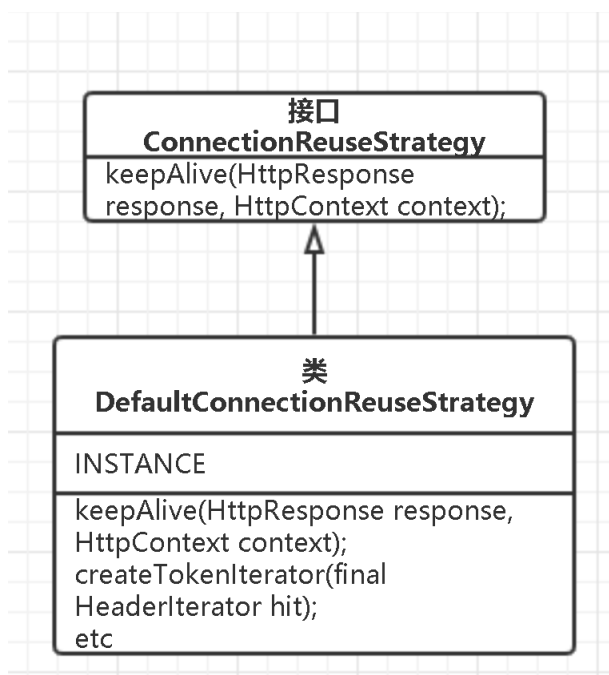 接口
ConnectionReuseStrategy
keepAlive(HttpResponse
response, HttpContext context);
类
DefaultConnectionReuseStrategy
INSTANCE
keepAlive(HttpResponse response,
HttpContext context);
createTokenIterator(final
HeaderIterator hit);
etc